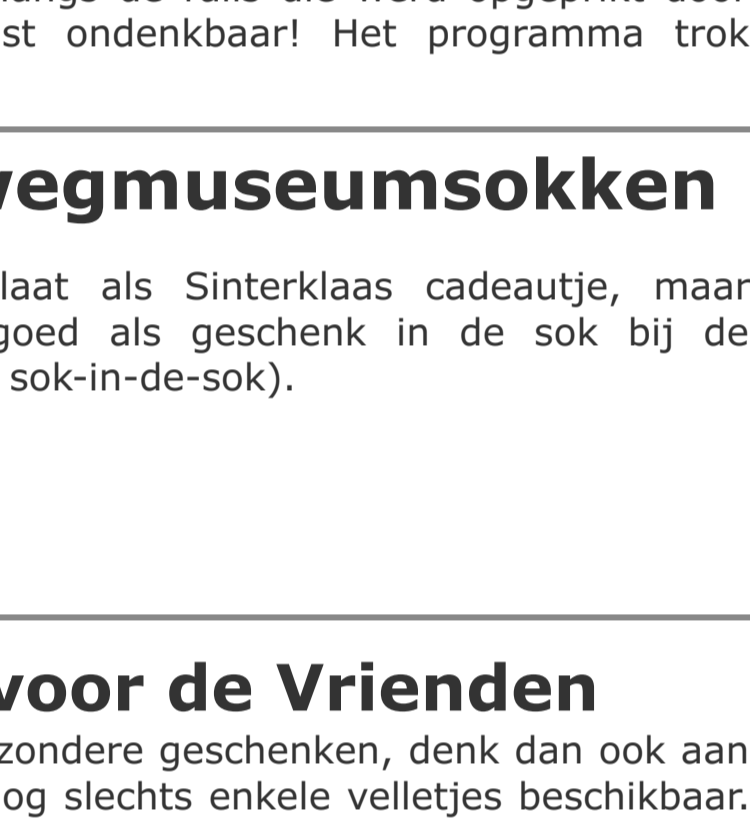 st ondenkbaar! Het programma trok
wegmuseumsokken
laat als Sinterklaas cadeautje, maar
goed als geschenk in de sok bij de
sok-in-de-sok).
voor de Vrienden
zondere geschenken, denk dan ook aan
og slechts enkele velletjes beschikbaar.